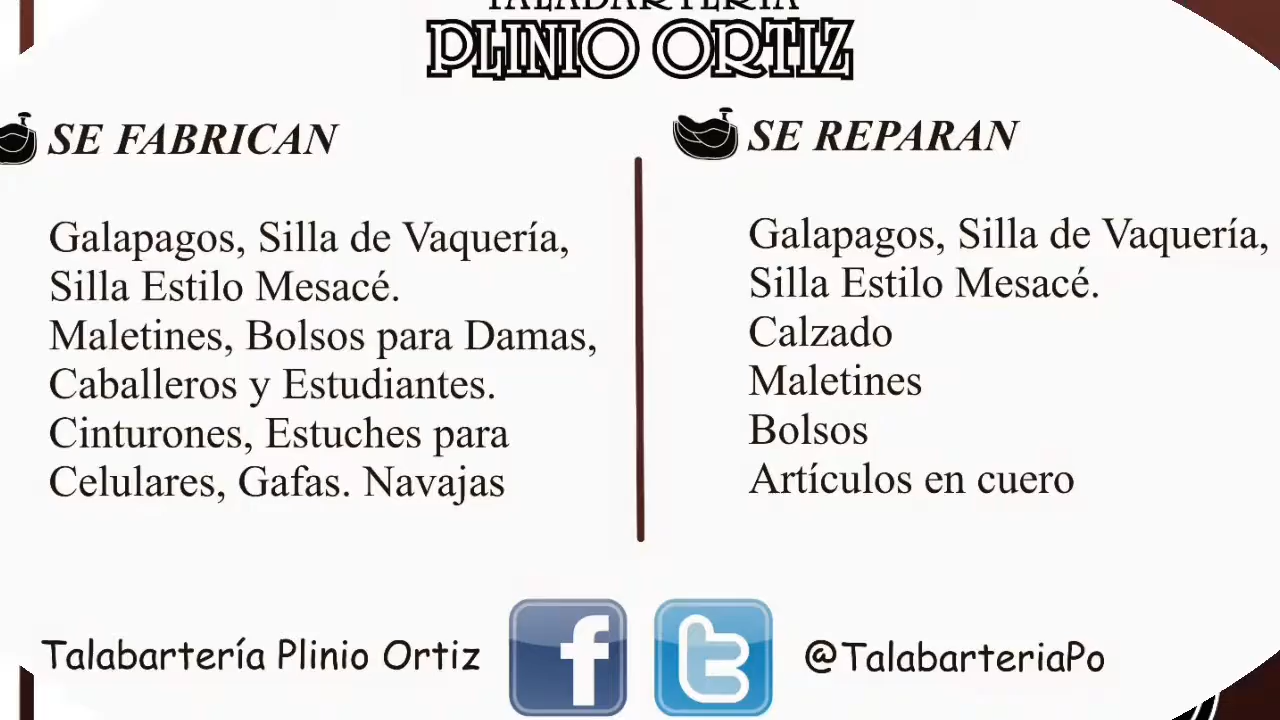 TALABARTERÍA
PLINIO ORTIZ
SE FABRICAN
Galapagos, Silla de Vaquería,
Silla Estilo Mesacé.
Maletines, Bolsos para Damas,
Caballeros y Estudiantes.
Cinturones, Estuches para
Celulares, Gafas. Navajas
SE REPARAN
Galapagos, Silla de Vaquería,
Silla Estilo Mesacé.
Calzado
Maletines
Bolsos
Artículos en cuero
Talabartería Plinio Ortiz
@TalabarteriaPo